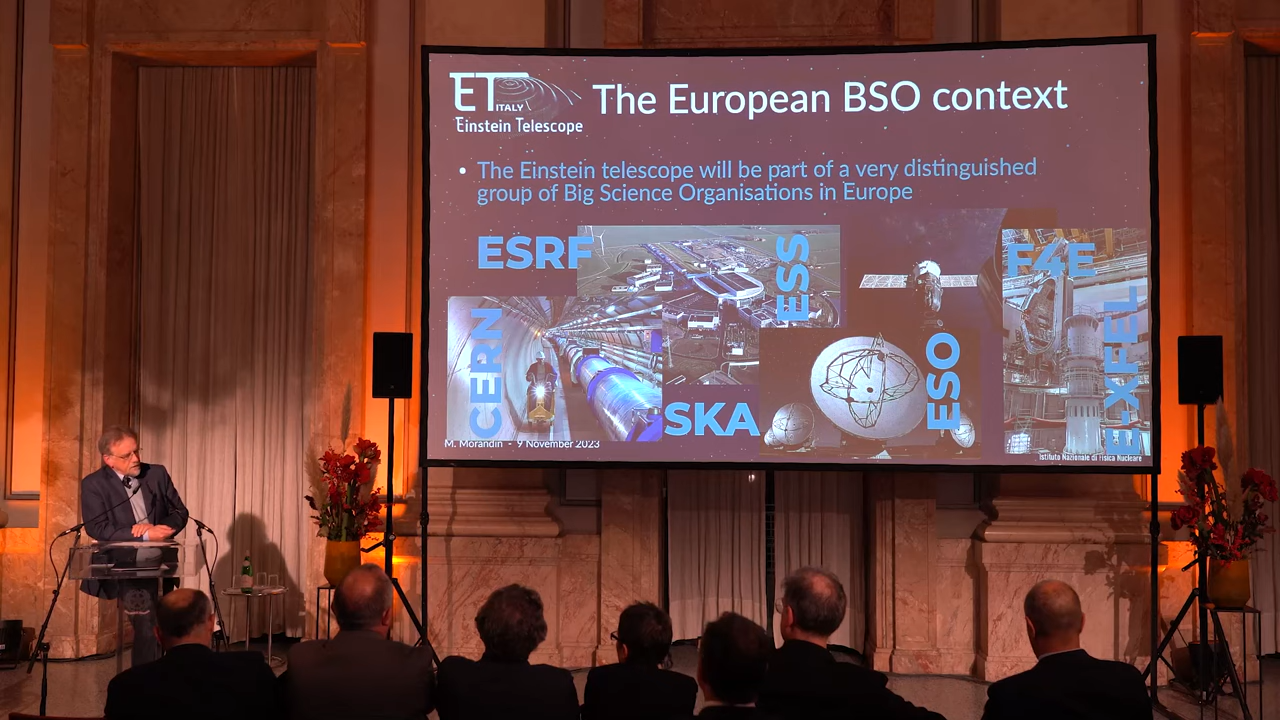 ET ITALY
Einstein Telescope
The European BSO context
• The Einstein telescope will be part of a very distinguished
group of Big Science Organisations in Europe
ESRF
ESS
F4E
CERN
SKA
ESO
E-XFEL
M. Morandin - 9 November 2023
Istituto Nazionale di Fisica Nucleare